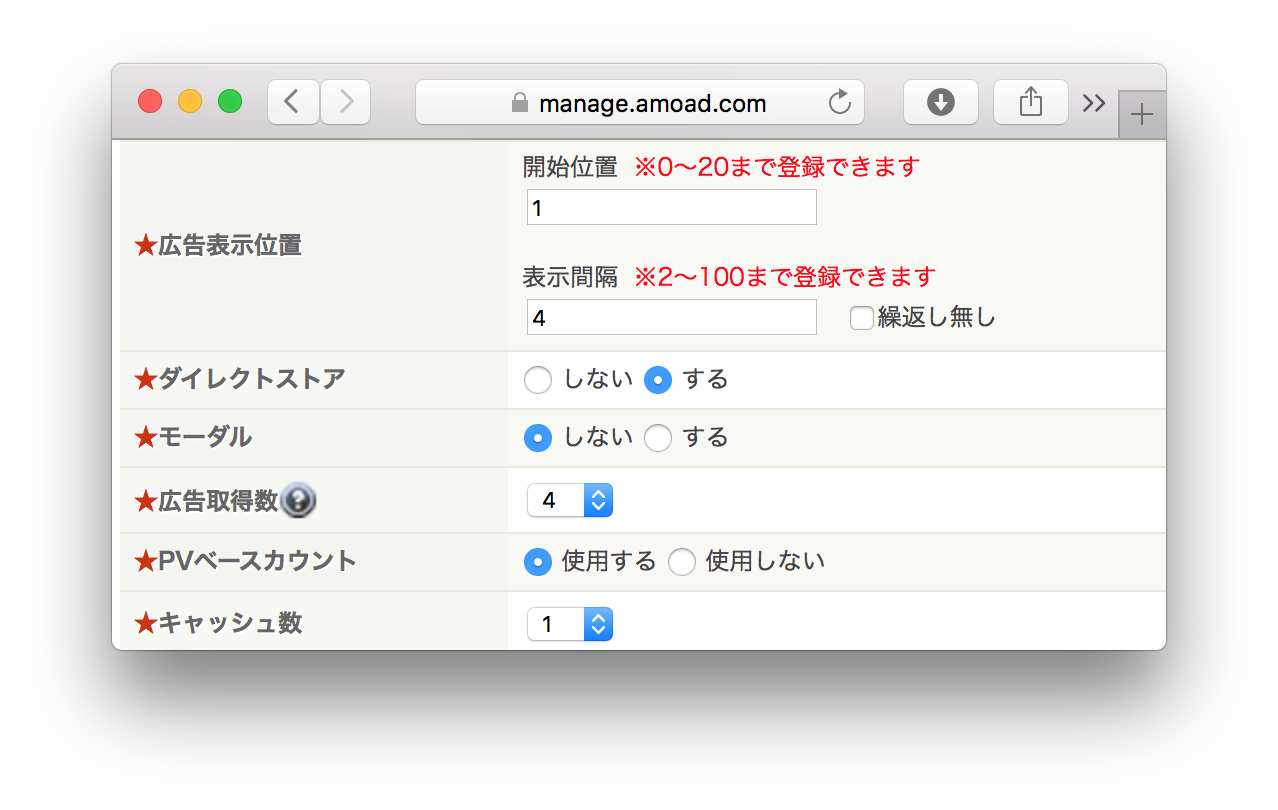 manage.amoad.com
開始位置 ※0〜20まで登録できます
1
★広告表示位置
表示間隔 ※2〜100まで登録できます
4 繰返し無し
★ダイレクトストア しない する
★モーダル しない する
★広告取得数 ? 4
★PVベースカウント 使用する 使用しない
★キャッシュ数 1